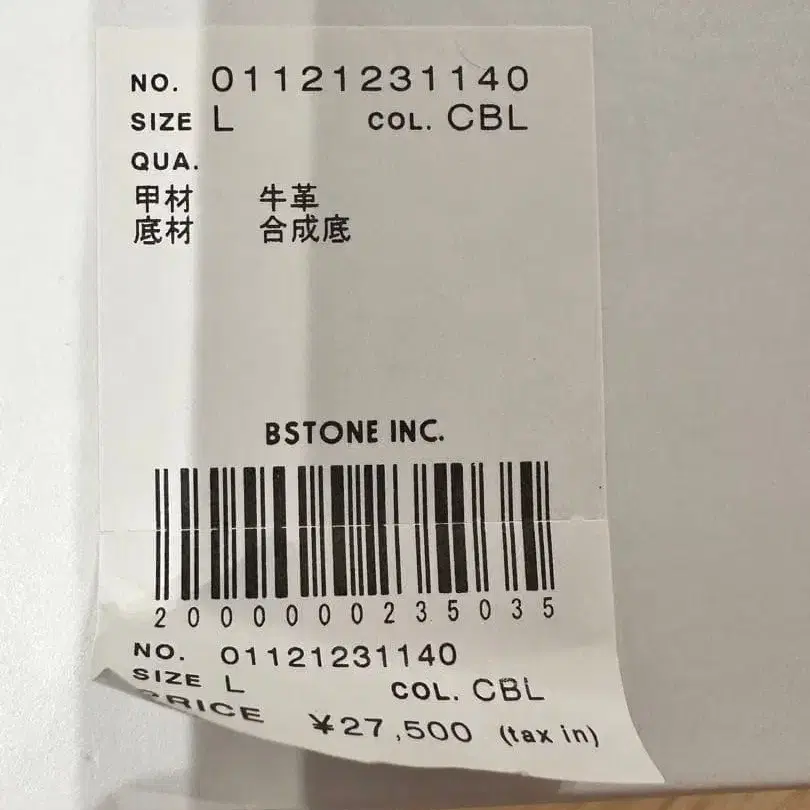 NO. 01121231140
SIZE L COL. CBL
QUA.
甲材 牛革
底材 合成底
BSTONE INC.
2000000235035
NO. 01121231140
SIZE L COL. CBL
PRICE ¥27,500 (tax in)